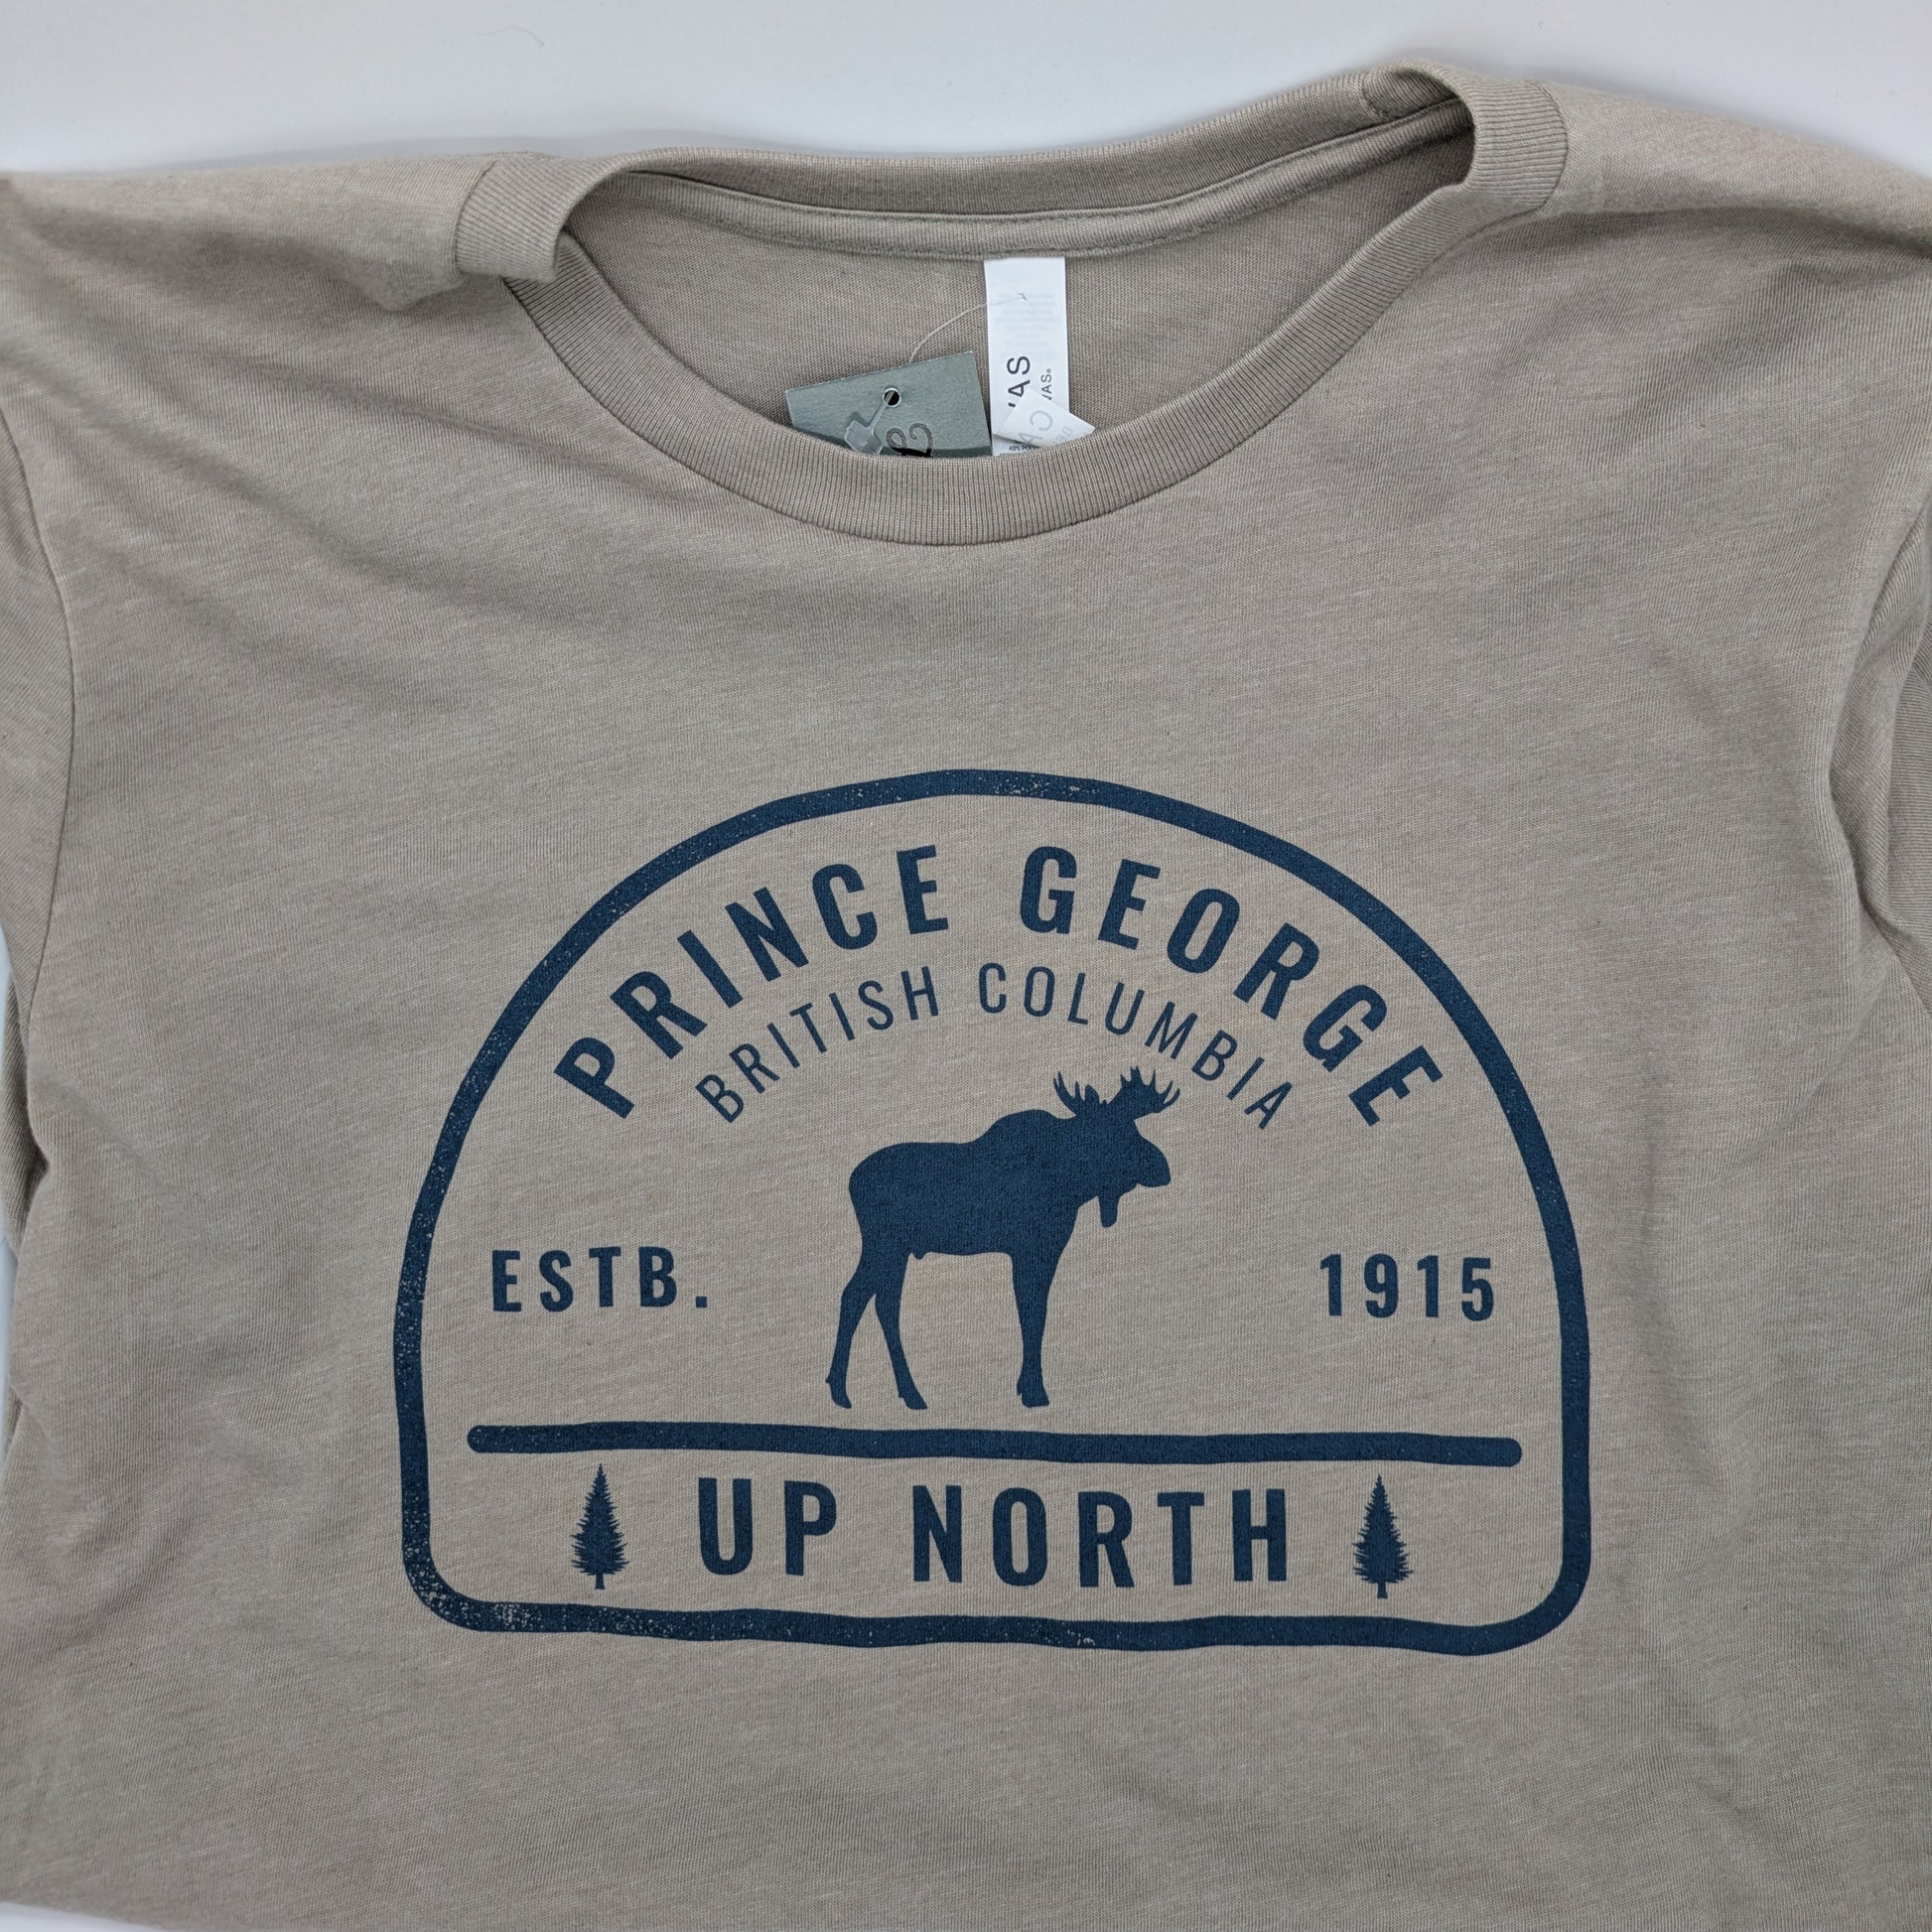 PRINCE GEORGE
BRITISH COLUMBIA
ESTB. 1915
UP NORTH